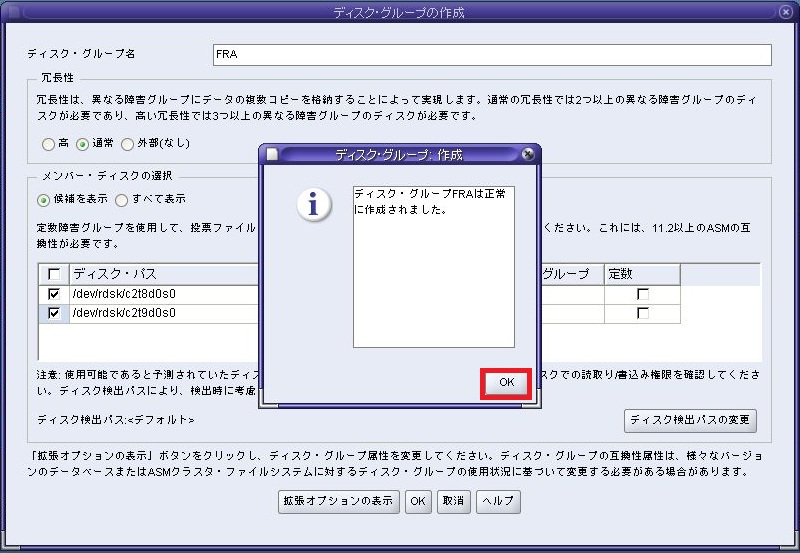 ディスク・グループの作成
ディスク・グループ名
FRA
冗長性
冗長性は、異なる障害グループにデータの複数コピーを格納することによって実現します。通常の冗長性では2つ以上の異なる障害グループのディ
スクが必要であり、高い冗長性では3つ以上の異なる障害グループのディスクが必要です。
高 通常 外部(なし)
メンバー・ディスクの選択
候補を表示 すべて表示
定数障害グループを使用して、投票ファイル
ください。これには、11.2以上のASMの互
換性が必要です。
ディスク・パス
グループ
定数
/dev/rdsk/c2t8d0s0
/dev/rdsk/c2t9d0s0
注意: 使用可能であると予測されていたディス
スクでの読取り/書込み権限を確認してくださ
い。ディスク検出パスにより、検出時に考慮
ディスク検出パス:<デフォルト>
ディスク検出パスの変更
「拡張オプションの表示」ボタンをクリックし、ディスク・グループ属性を変更してください。ディスク・グループの互換性属性は、様々なバージョ
ンのデータベースまたはASMクラスタ・ファイルシステムに対するディスク・グループの使用状況に基づいて変更する必要がある場合があります。
拡張オプションの表示 OK 取消 ヘルプ
ディスク・グループ: 作成
i
ディスク・グループFRAは正常
に作成されました。
OK